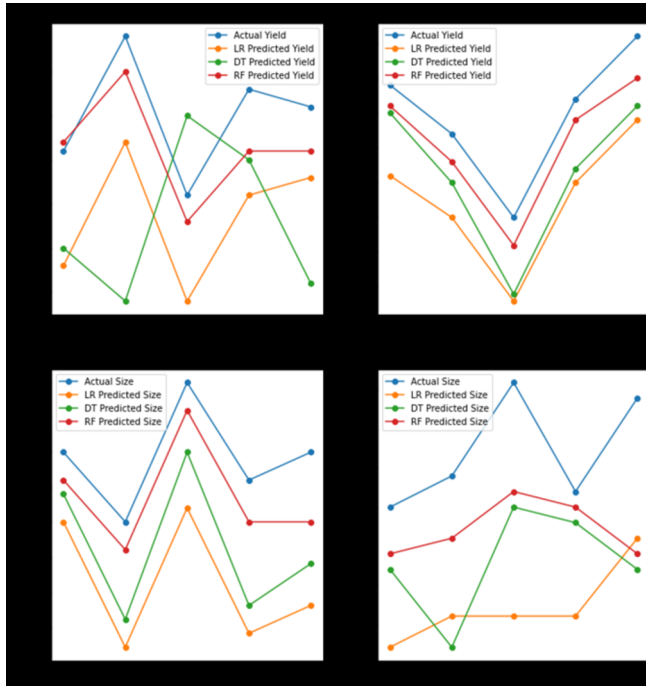 Actual Yield
LR Predicted Yield
DT Predicted Yield
RF Predicted Yield
Actual Yield
LR Predicted Yield
DT Predicted Yield
RF Predicted Yield
Actual Size
LR Predicted Size
DT Predicted Size
RF Predicted Size
Actual Size
LR Predicted Size
DT Predicted Size
RF Predicted Size